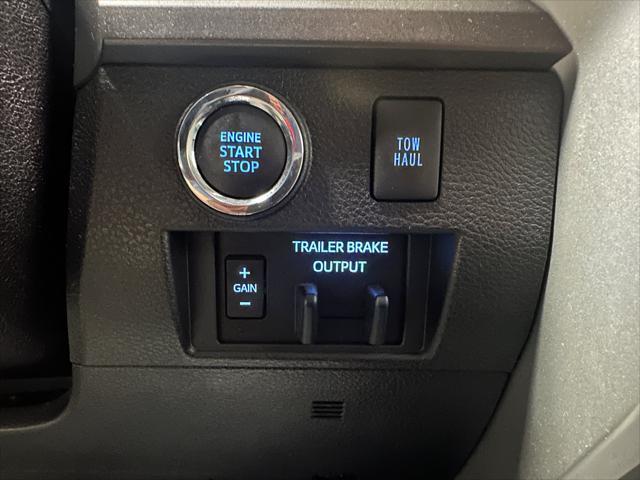 ENGINE
START
STOP
TOW
HAUL
TRAILER BRAKE
OUTPUT
+
GAIN
-